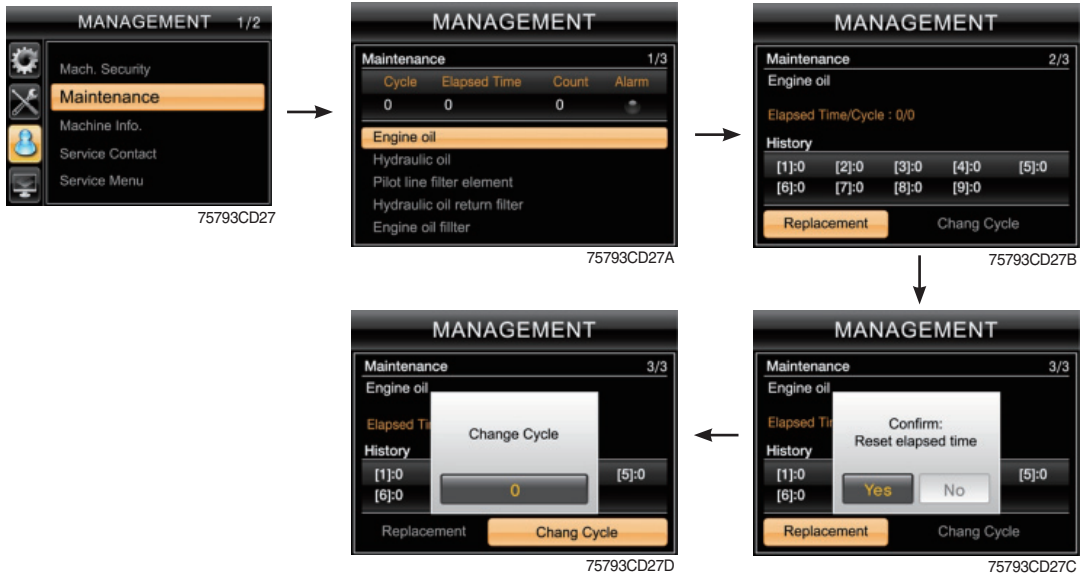 MANAGEMENT 1/2
Mach. Security
Maintenance
Machine Info.
Service Contact
Service Menu
75793CD27
MANAGEMENT
Maintenance 1/3
Cycle Elapsed Time Count Alarm
0 0 0
Engine oil
Hydraulic oil
Pilot line filter element
Hydraulic oil return filter
Engine oil fillter
75793CD27A
MANAGEMENT
Maintenance 2/3
Engine oil
Elapsed Time/Cycle : 0/0
History
[1]:0 [2]:0 [3]:0 [4]:0 [5]:0
[6]:0 [7]:0 [8]:0 [9]:0
Replacement Chang Cycle
75793CD27B
MANAGEMENT
Maintenance 3/3
Engine oil
Elapsed Ti
Change Cycle
History
[1]:0 [5]:0
[6]:0
0
Replacement Chang Cycle
75793CD27D
MANAGEMENT
Maintenance 3/3
Engine oil
Elapsed Tir
Confirm:
Reset elapsed time
History
[1]:0 [5]:0
[6]:0
Yes No
Replacement Chang Cycle
75793CD27C